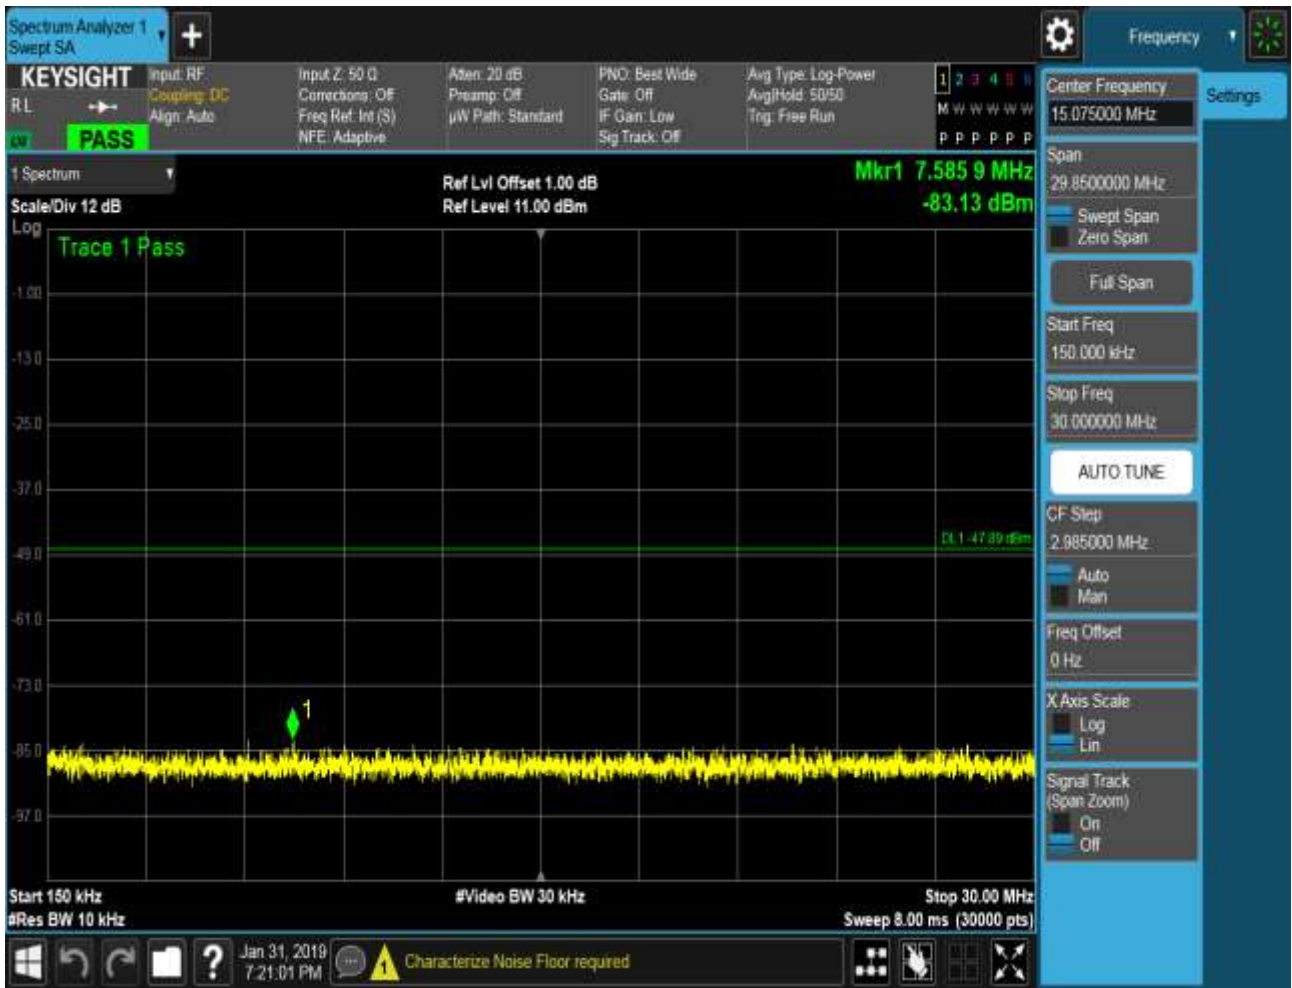 Spectrum Analyzer 1
Swept SA
Frequency
KEYSIGHT
R L
PASS
Input: RF
Coupling: DC
Align: Auto
Input Z: 50 Ω
Corrections: Off
Freq Ref: Int (S)
NFE: Adaptive
Atten: 20 dB
Preamp: Off
µW Path: Standard
PNO: Best Wide
Gate: Off
IF Gain: Low
Sig Track: Off
Avg Type: Log-Power
Avg|Hold: 50/50
Trig: Free Run
1 2 3 4 5 6
M W W W W W
P P P P P P
1 Spectrum
Scale/Div 12 dB
Log
Ref Lvl Offset 1.00 dB
Ref Level 11.00 dBm
Mkr1 7.585 9 MHz
-83.13 dBm
Trace 1 Pass
-1.00
-13.0
-25.0
-37.0
-49.0
-61.0
-73.0
-85.0
-97.0
DL1 -47.89 dBm
1
Start 150 kHz
#Res BW 10 kHz
#Video BW 30 kHz
Stop 30.00 MHz
Sweep 8.00 ms (30000 pts)
Center Frequency
15.075000 MHz
Settings
Span
29.8500000 MHz
Swept Span
Zero Span
Full Span
Start Freq
150.000 kHz
Stop Freq
30.000000 MHz
AUTO TUNE
CF Step
2.985000 MHz
Auto
Man
Freq Offset
0 Hz
X Axis Scale
Log
Lin
Signal Track
(Span Zoom)
On
Off
?
Jan 31, 2019
7:21:01 PM
Characterize Noise Floor required